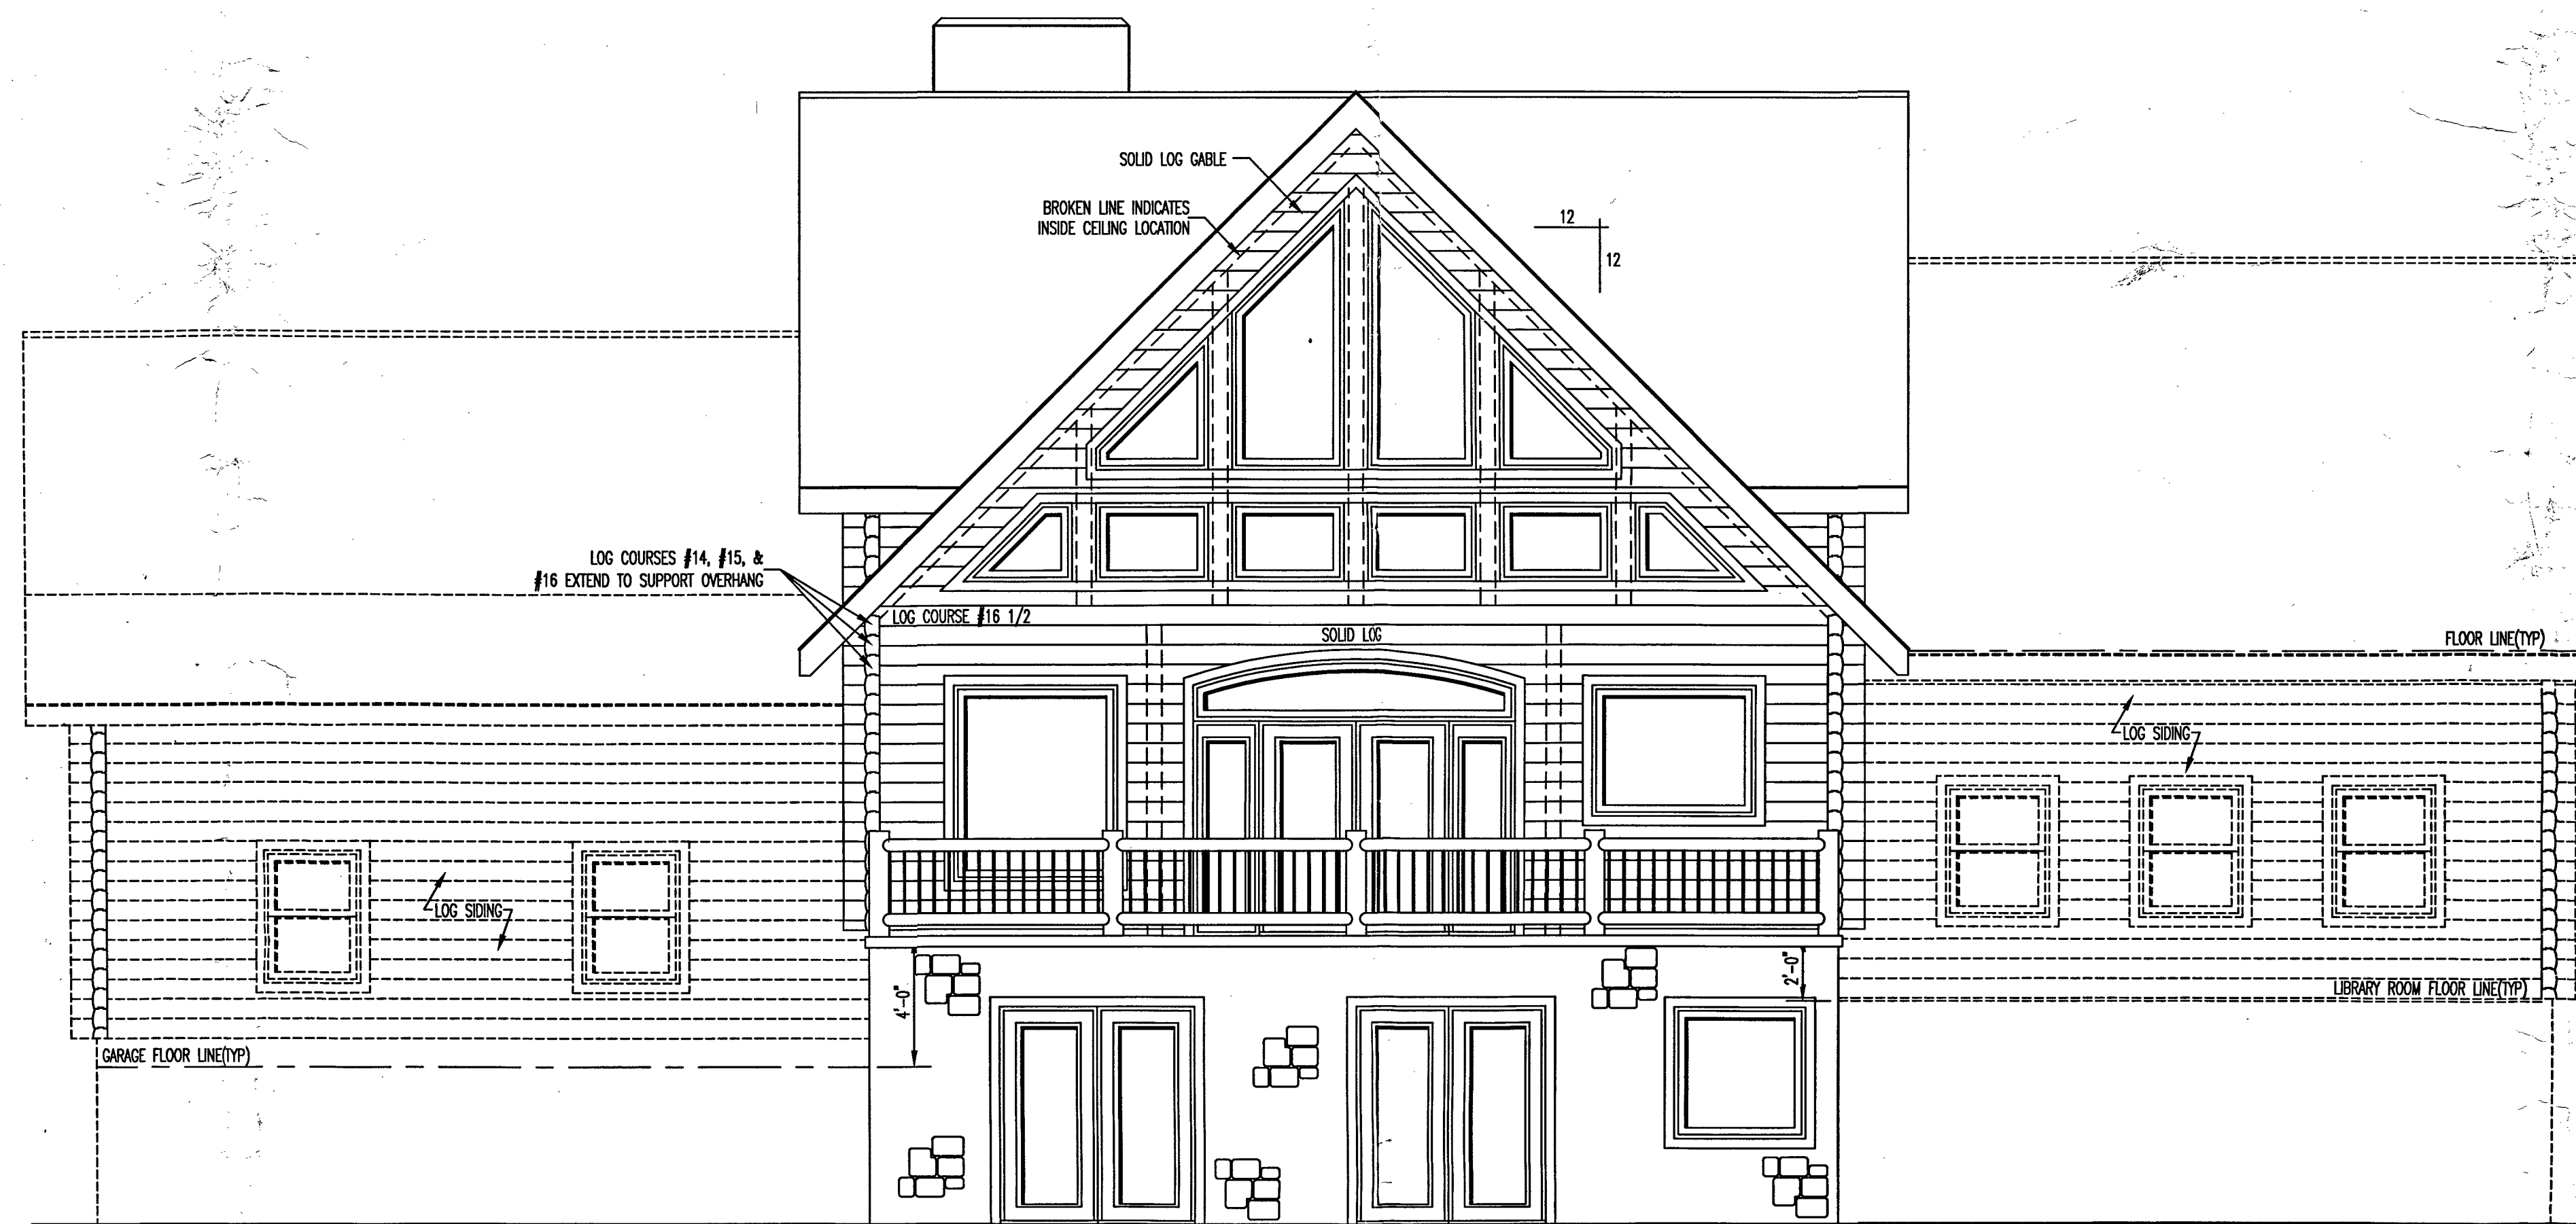 SOLID LOG GABLE
BROKEN LINE INDICATES
INSIDE CEILING LOCATION
12
12
LOG COURSES #14, #15, &
#16 EXTEND TO SUPPORT OVERHANG
LOG COURSE #16 1/2
SOLID LOG
FLOOR LINE(TYP)
LOG SIDING
LOG SIDING
4'-0"
2'-0"
LIBRARY ROOM FLOOR LINE(TYP)
GARAGE FLOOR LINE(TYP)